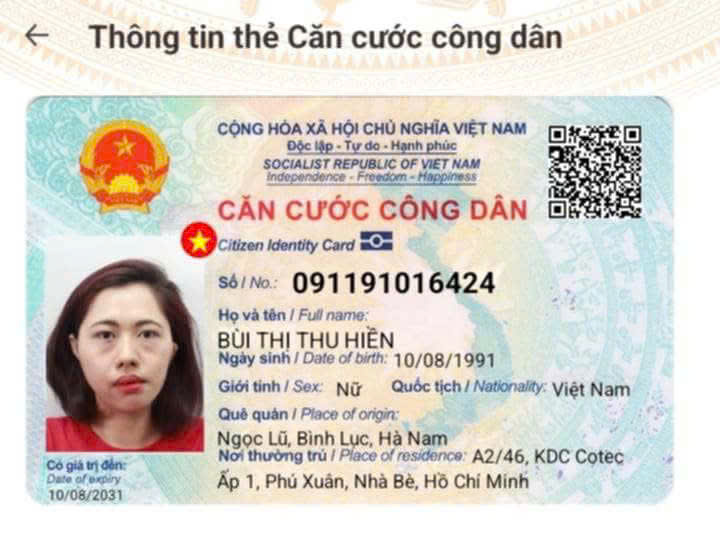 Thông tin thẻ Căn cước công dân
CỘNG HÒA XÃ HỘI CHỦ NGHĨA VIỆT NAM
Độc lập - Tự do - Hạnh phúc
SOCIALIST REPUBLIC OF VIET NAM
Independence - Freedom - Happiness
CĂN CƯỚC CÔNG DÂN
Citizen Identity Card
Số / No.: 091191016424
Họ và tên / Full name:
BÙI THỊ THU HIỀN
Ngày sinh / Date of birth: 10/08/1991
Giới tính / Sex: Nữ Quốc tịch / Nationality: Việt Nam
Quê quán / Place of origin:
Ngọc Lũ, Bình Lục, Hà Nam
Nơi thường trú / Place of residence: A2/46, KDC Cotec
Ấp 1, Phú Xuân, Nhà Bè, Hồ Chí Minh
Có giá trị đến:
Date of expiry
10/08/2031